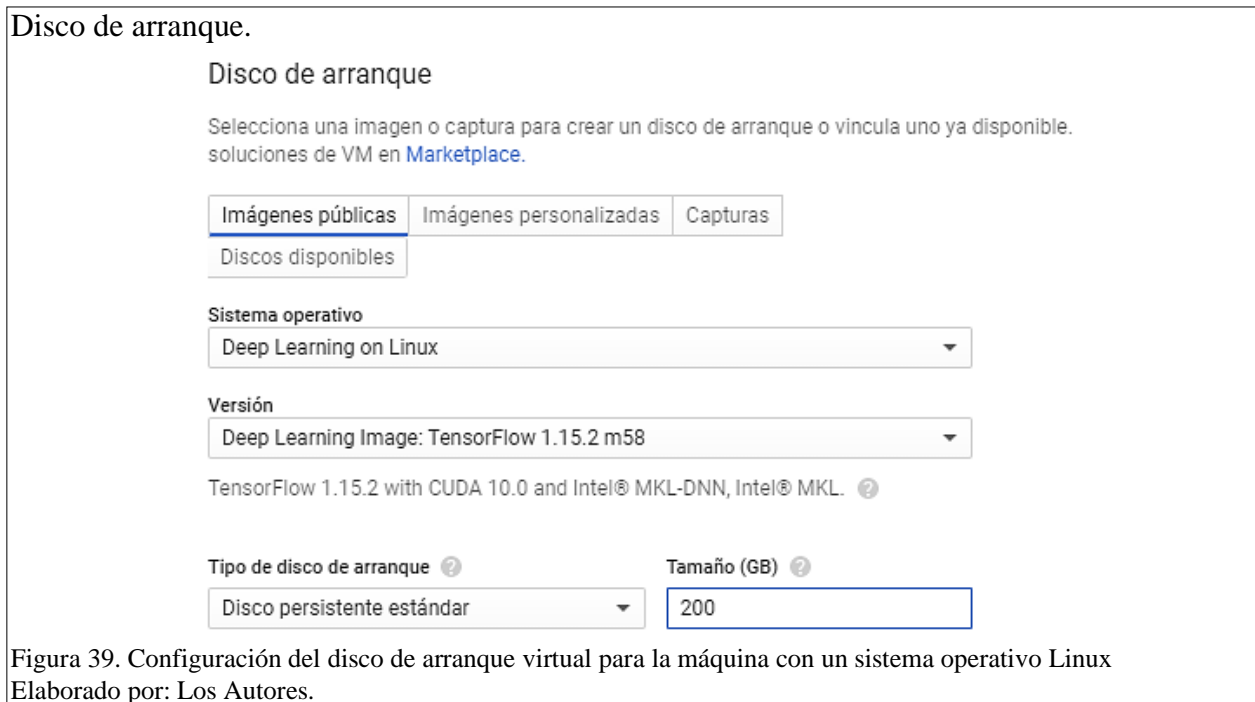 Disco de arranque.
Disco de arranque
Selecciona una imagen o captura para crear un disco de arranque o vincula uno ya disponible.
soluciones de VM en Marketplace.
Imágenes públicas Imágenes personalizadas Capturas
Discos disponibles
Sistema operativo
Deep Learning on Linux
Versión
Deep Learning Image: TensorFlow 1.15.2 m58
TensorFlow 1.15.2 with CUDA 10.0 and Intel® MKL-DNN, Intel® MKL. ?
Tipo de disco de arranque ? Tamaño (GB) ?
Disco persistente estándar 200
Figura 39. Configuración del disco de arranque virtual para la máquina con un sistema operativo Linux
Elaborado por: Los Autores.